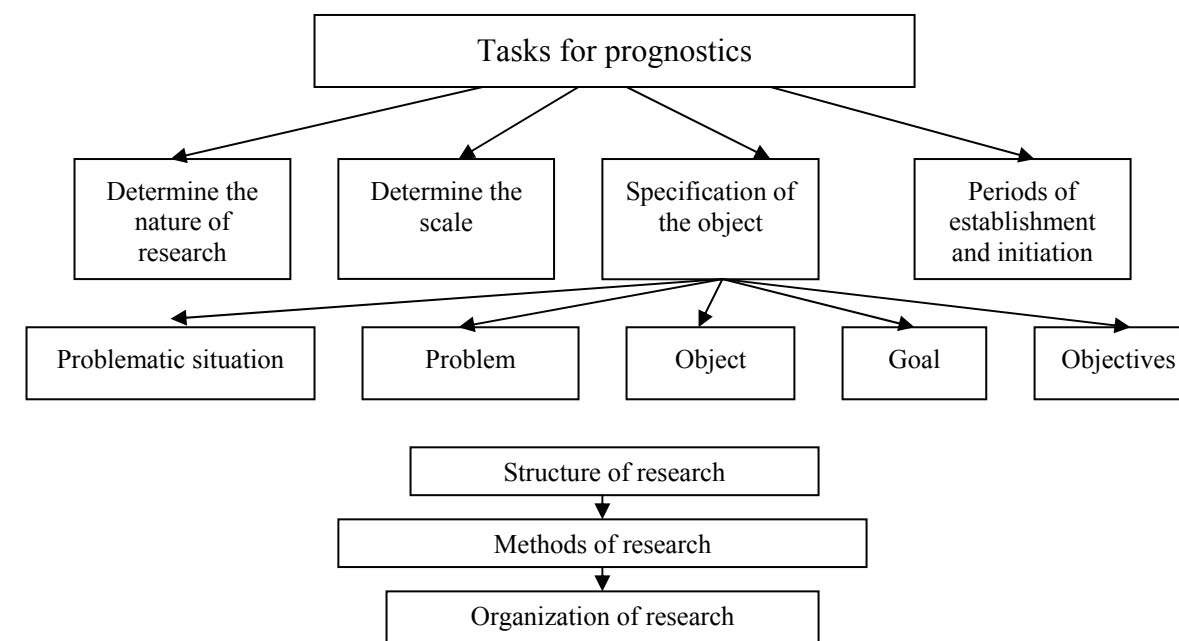 Tasks for prognostics
Determine the
nature of
research
Determine the
scale
Specification of
the object
Periods of
establishment
and initiation
Problematic situation
Problem
Object
Goal
Objectives
Structure of research
Methods of research
Organization of research